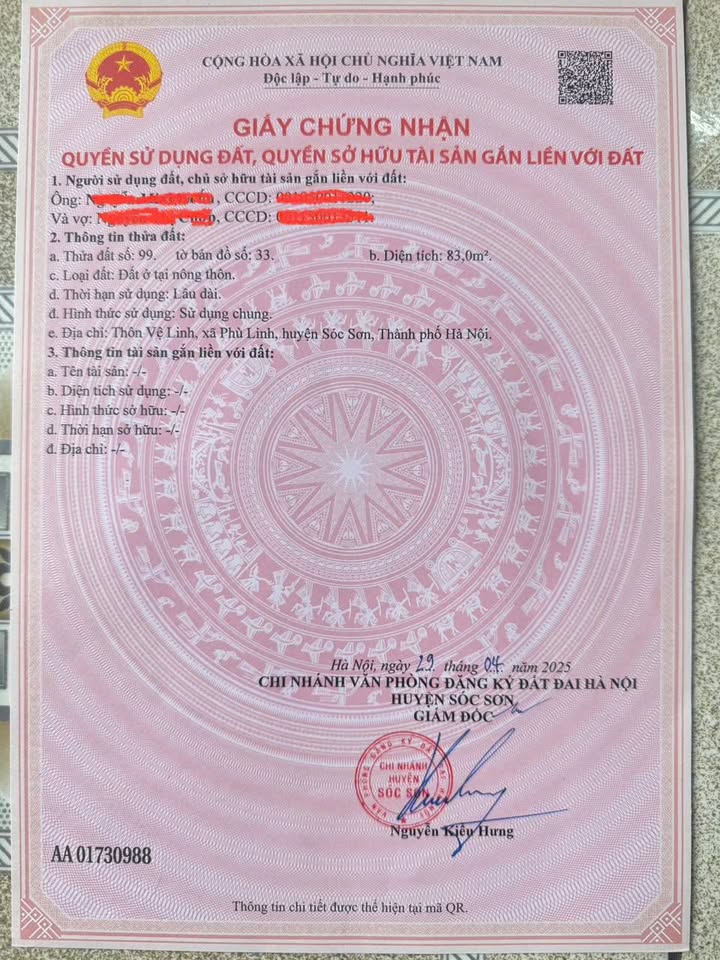 CỘNG HÒA XÃ HỘI CHỦ NGHĨA VIỆT NAM
Độc lập - Tự do - Hạnh phúc
GIẤY CHỨNG NHẬN
QUYỀN SỬ DỤNG ĐẤT, QUYỀN SỞ HỮU TÀI SẢN GẮN LIỀN VỚI ĐẤT
1. Người sử dụng đất, chủ sở hữu tài sản gắn liền với đất:
Ông: , CCCD:
Và vợ: , CCCD:
2. Thông tin thửa đất:
a. Thửa đất số: 99. tờ bản đồ số: 33. b. Diện tích: 83,0m².
c. Loại đất: Đất ở tại nông thôn.
d. Thời hạn sử dụng: Lâu dài.
đ. Hình thức sử dụng: Sử dụng chung.
e. Địa chỉ: Thôn Vệ Linh, xã Phù Linh, huyện Sóc Sơn, Thành phố Hà Nội.
3. Thông tin tài sản gắn liền với đất:
a. Tên tài sản: -/-
b. Diện tích sử dụng: -/-
c. Hình thức sở hữu: -/-
d. Thời hạn sở hữu: -/-
đ. Địa chỉ: -/-
Hà Nội, ngày 29. tháng 04. năm 2025
CHI NHÁNH VĂN PHÒNG ĐĂNG KÝ ĐẤT ĐAI HÀ NỘI
HUYỆN SÓC SƠN
GIÁM ĐỐC
CHI NHÁNH
HUYỆN
SÓC SƠN
Nguyễn Kiều Hưng
AA 01730988
Thông tin chi tiết được thể hiện tại mã QR.